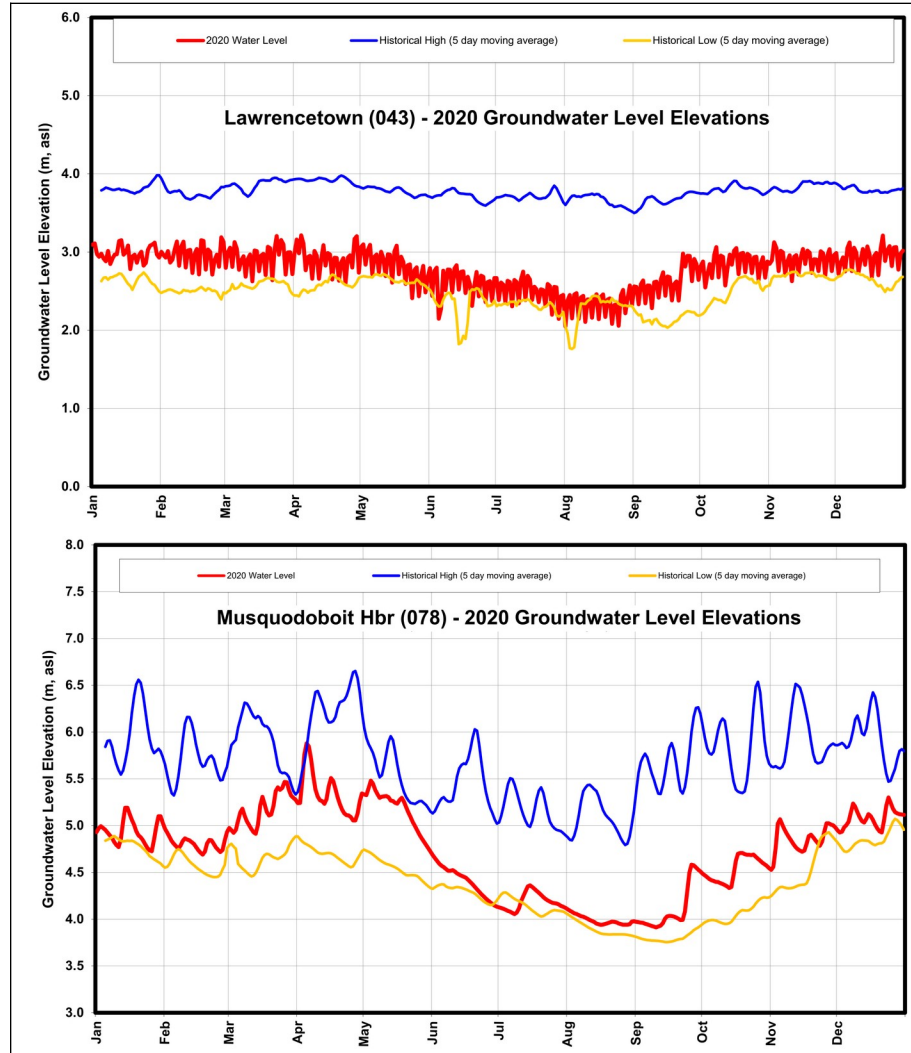 6.0
2020 Water Level Historical High (5 day moving average) Historical Low (5 day moving average)
5.0
Lawrencetown (043) - 2020 Groundwater Level Elevations
4.0
3.0
2.0
1.0
0.0
Groundwater Level Elevation (m, asl)
Jan Feb Mar Apr May Jun Jul Aug Sep Oct Nov Dec
8.0
2020 Water Level Historical High (5 day moving average) Historical Low (5 day moving average)
7.5
Musquodoboit Hbr (078) - 2020 Groundwater Level Elevations
7.0
6.5
6.0
5.5
5.0
4.5
4.0
3.5
3.0
Groundwater Level Elevation (m, asl)
Jan Feb Mar Apr May Jun Jul Aug Sep Oct Nov Dec